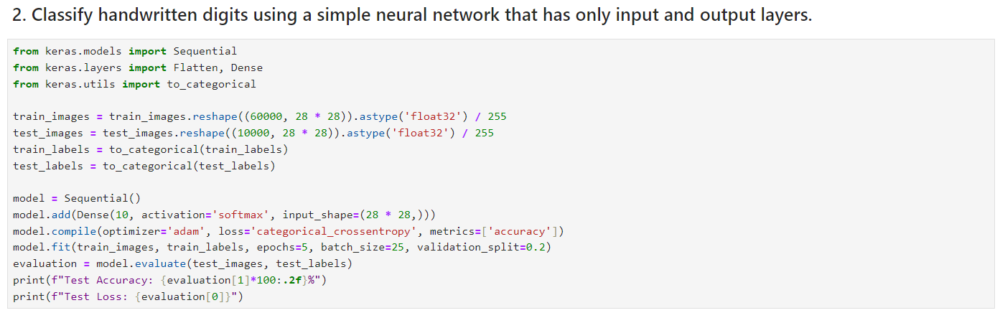 2. Classify handwritten digits using a simple neural network that has only input and output layers.
from keras.models import Sequential
from keras.layers import Flatten, Dense
from keras.utils import to_categorical
train_images = train_images.reshape((60000, 28 * 28)).astype('float32') / 255
test_images = test_images.reshape((10000, 28 * 28)).astype('float32') / 255
train_labels = to_categorical(train_labels)
test_labels = to_categorical(test_labels)
model = Sequential()
model.add(Dense(10, activation='softmax', input_shape=(28 * 28,)))
model.compile(optimizer='adam', loss='categorical_crossentropy', metrics=['accuracy'])
model.fit(train_images, train_labels, epochs=5, batch_size=25, validation_split=0.2)
evaluation = model.evaluate(test_images, test_labels)
print(f"Test Accuracy: {evaluation[1]*100:.2f}%")
print(f"Test Loss: {evaluation[0]}")